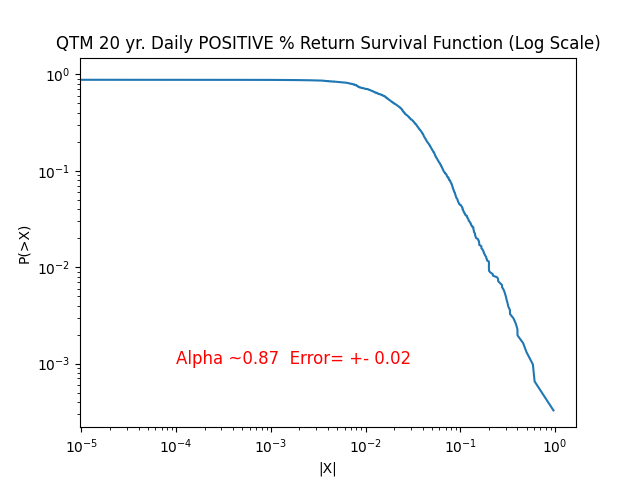 QTM 20 yr. Daily POSITIVE % Return Survival Function (Log Scale)
P(>X)
10⁰
10⁻¹
10⁻²
10⁻³
Alpha ~0.87  Error= +- 0.02
10⁻⁵ 10⁻⁴ 10⁻³ 10⁻² 10⁻¹ 10⁰
|X|